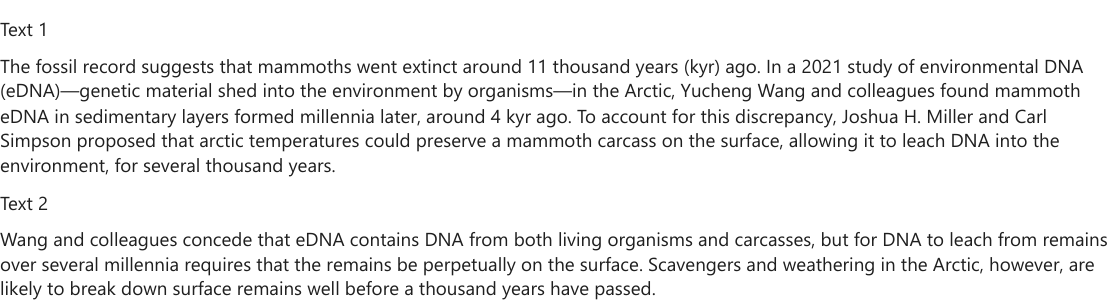 Text 1
The fossil record suggests that mammoths went extinct around 11 thousand years (kyr) ago. In a 2021 study of environmental DNA
(eDNA)—genetic material shed into the environment by organisms—in the Arctic, Yucheng Wang and colleagues found mammoth
eDNA in sedimentary layers formed millennia later, around 4 kyr ago. To account for this discrepancy, Joshua H. Miller and Carl
Simpson proposed that arctic temperatures could preserve a mammoth carcass on the surface, allowing it to leach DNA into the
environment, for several thousand years.
Text 2
Wang and colleagues concede that eDNA contains DNA from both living organisms and carcasses, but for DNA to leach from remains
over several millennia requires that the remains be perpetually on the surface. Scavengers and weathering in the Arctic, however, are
likely to break down surface remains well before a thousand years have passed.